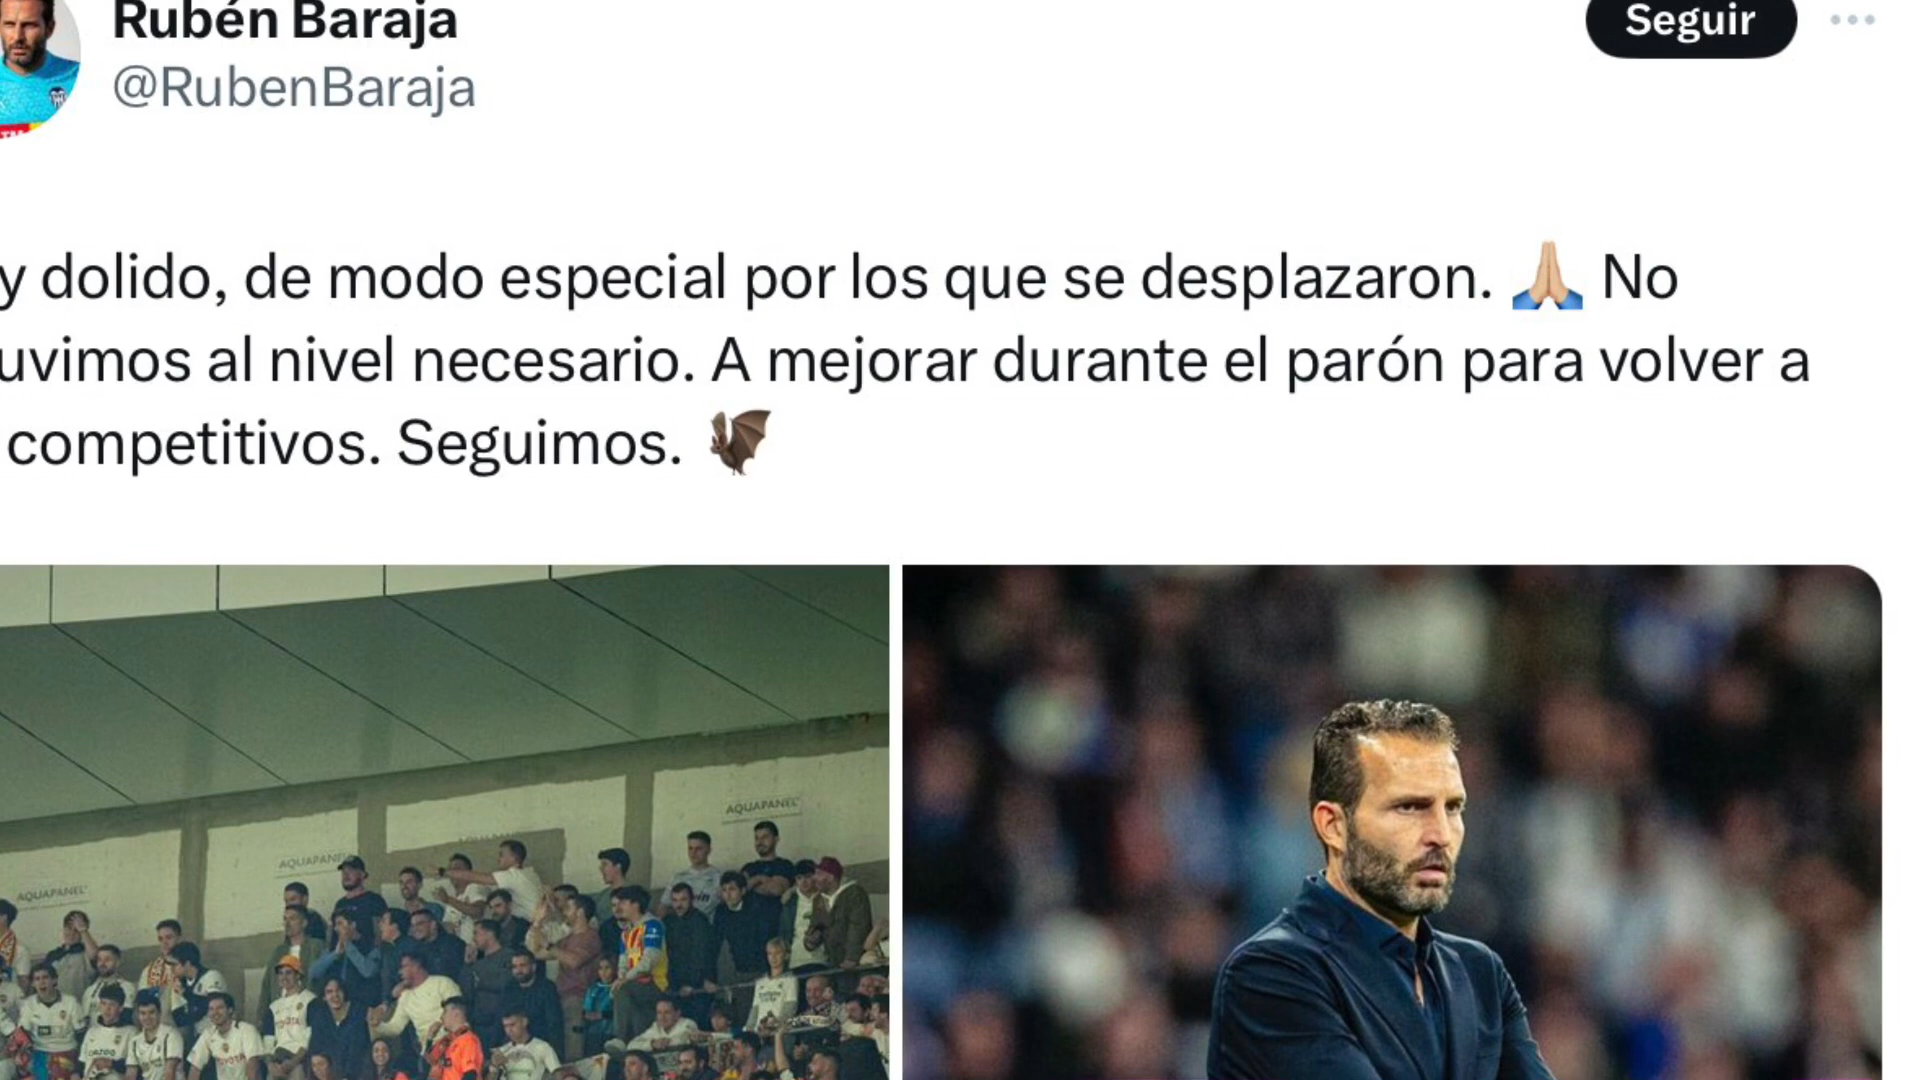 Rubén Baraja
@RubenBaraja
Seguir
y dolido, de modo especial por los que se desplazaron. 🙏🏼 No
uvimos al nivel necesario. A mejorar durante el parón para volver a
competitivos. Seguimos. 🦇
AQUAPANEL
AQUAPANEL
AQUAPANEL